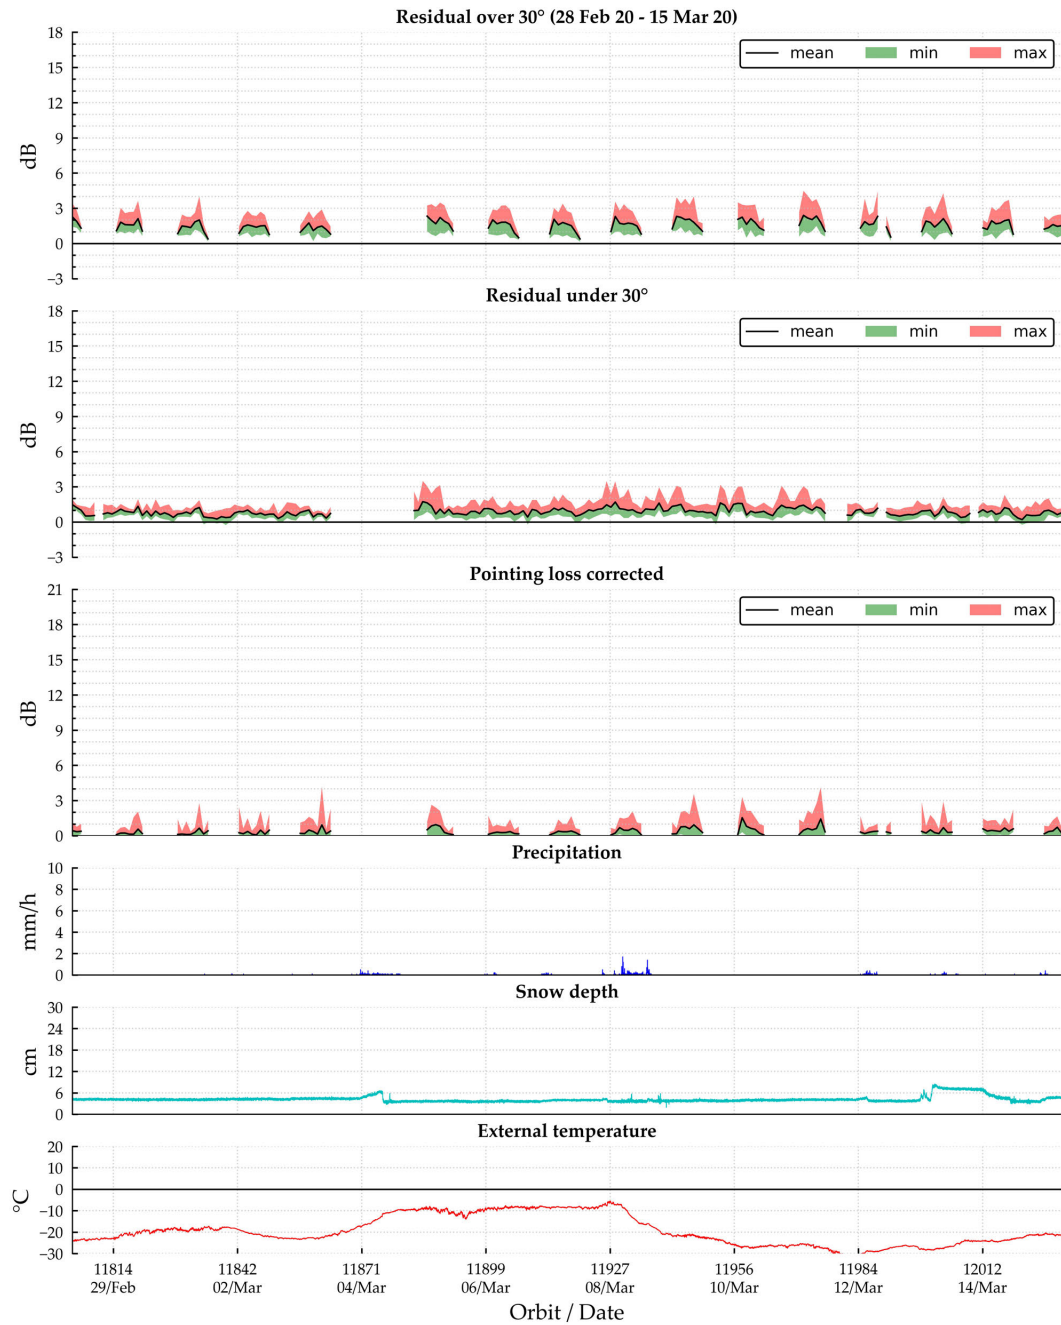 Residual over 30° (28 Feb 20 - 15 Mar 20)
18
15
12
9
6
3
0
−3
dB
mean min max
Residual under 30°
18
15
12
9
6
3
0
−3
dB
mean min max
Pointing loss corrected
21
18
15
12
9
6
3
0
dB
mean min max
Precipitation
10
8
6
4
2
0
mm/h
Snow depth
30
24
18
12
6
0
cm
External temperature
20
10
0
−10
−20
−30
°C
11814 11842 11871 11899 11927 11956 11984 12012
29/Feb 02/Mar 04/Mar 06/Mar 08/Mar 10/Mar 12/Mar 14/Mar
Orbit / Date